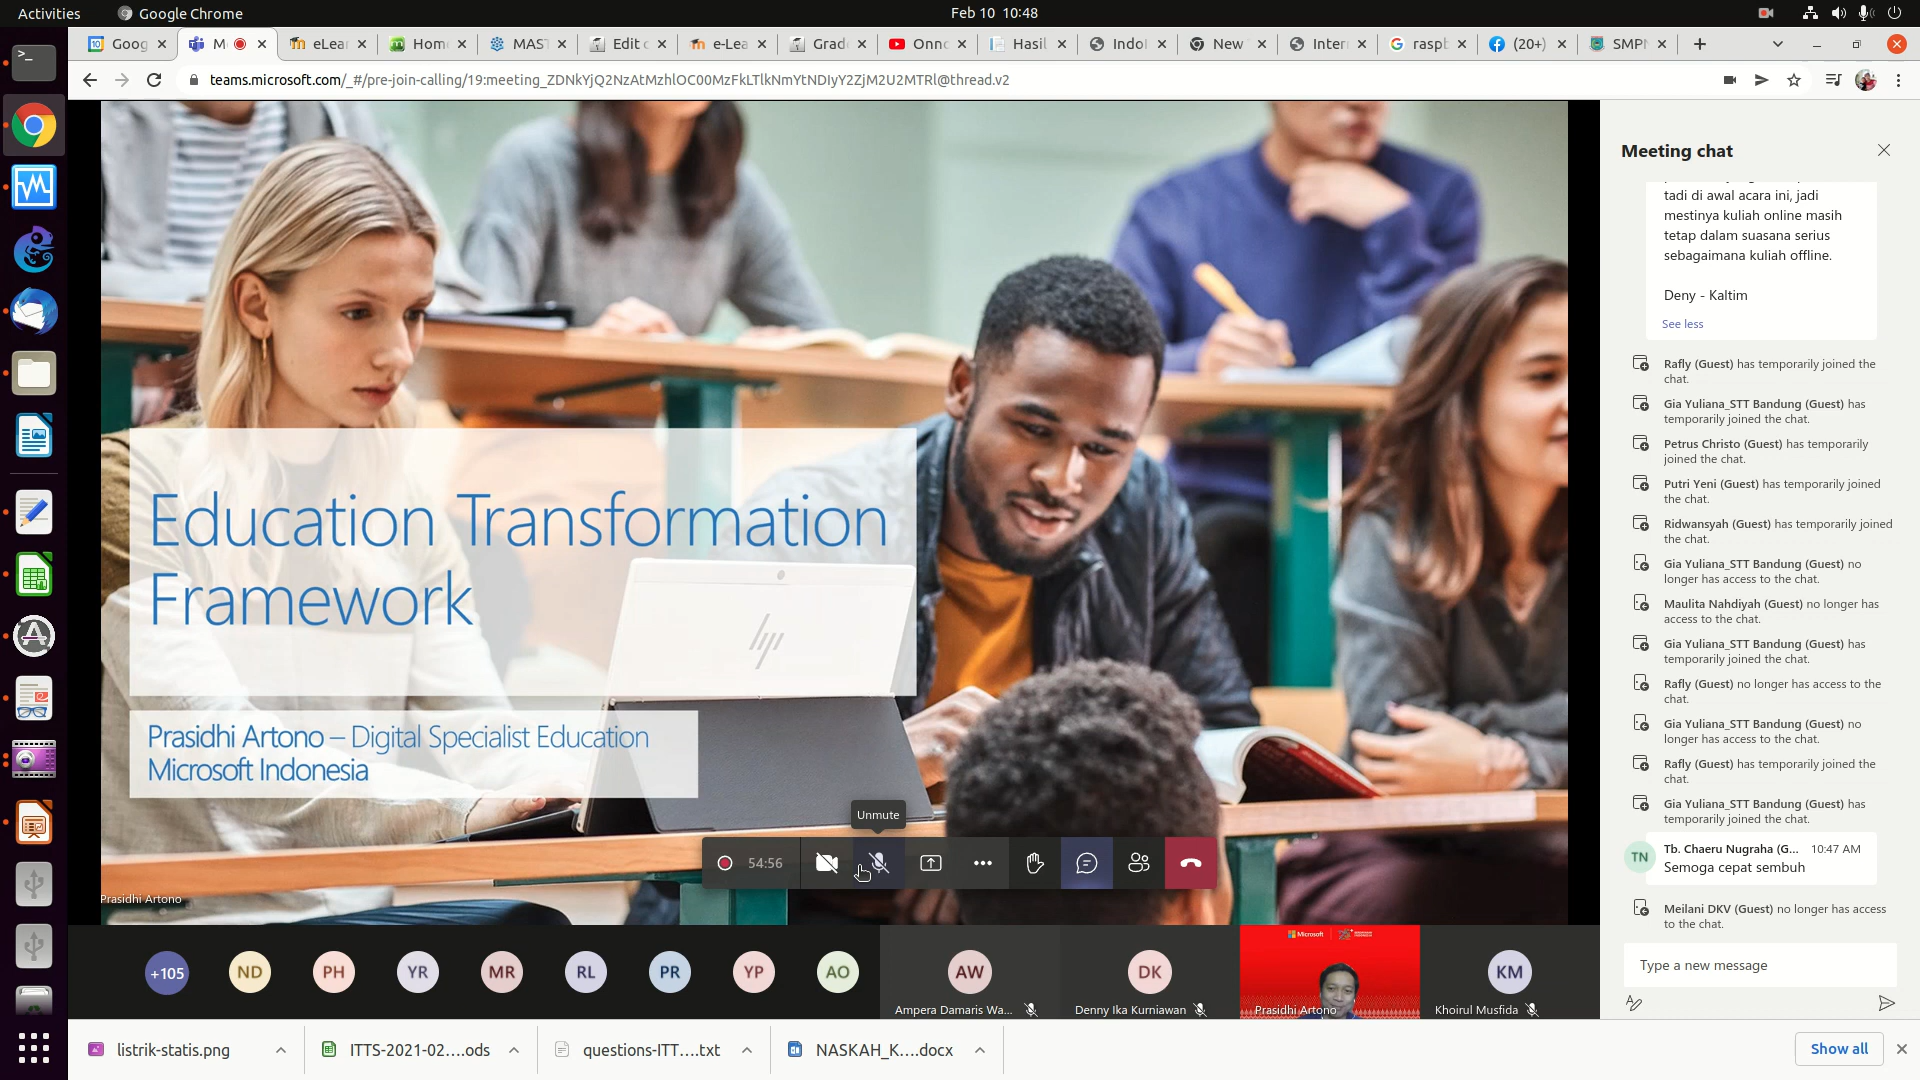 Activities
Google Chrome
Feb 10 10:48
Goog
M
eLear
Hom
MAS
Edit c
e-Lea
Grad
Onno
Hasil
Indo
New
Inter
raspb
(20+)
SMPN
teams.microsoft.com/_#/pre-join-calling/19:meeting_ZDNkYjQ2NzAtMzhlOC00MzFkLTlkNmYtNDIyY2ZjM2U2MTRl@thread.v2
Education Transformation
Framework
hp
Prasidhi Artono – Digital Specialist Education
Microsoft Indonesia
Unmute
54:56
Prasidhi Artono
+105
ND
PH
YR
MR
RL
PR
YP
AO
AW
Ampera Damaris Wa...
DK
Denny Ika Kurniawan
Microsoft
Prasidhi Artono
KM
Khoirul Musfida
Meeting chat
tadi di awal acara ini, jadi
mestinya kuliah online masih
tetap dalam suasana serius
sebagaimana kuliah offline.
Deny - Kaltim
See less
Rafly (Guest) has temporarily joined the
chat.
Gia Yuliana_STT Bandung (Guest) has
temporarily joined the chat.
Petrus Christo (Guest) has temporarily
joined the chat.
Putri Yeni (Guest) has temporarily joined
the chat.
Ridwansyah (Guest) has temporarily joined
the chat.
Gia Yuliana_STT Bandung (Guest) no
longer has access to the chat.
Maulita Nahdiyah (Guest) no longer has
access to the chat.
Gia Yuliana_STT Bandung (Guest) has
temporarily joined the chat.
Rafly (Guest) no longer has access to the
chat.
Gia Yuliana_STT Bandung (Guest) no
longer has access to the chat.
Rafly (Guest) has temporarily joined the
chat.
Gia Yuliana_STT Bandung (Guest) has
temporarily joined the chat.
TN
Tb. Chaeru Nugraha (G... 10:47 AM
Semoga cepat sembuh
Meilani DKV (Guest) no longer has access
to the chat.
Type a new message
listrik-statis.png
ITTS-2021-02....ods
questions-ITT....txt
NASKAH_K....docx
Show all